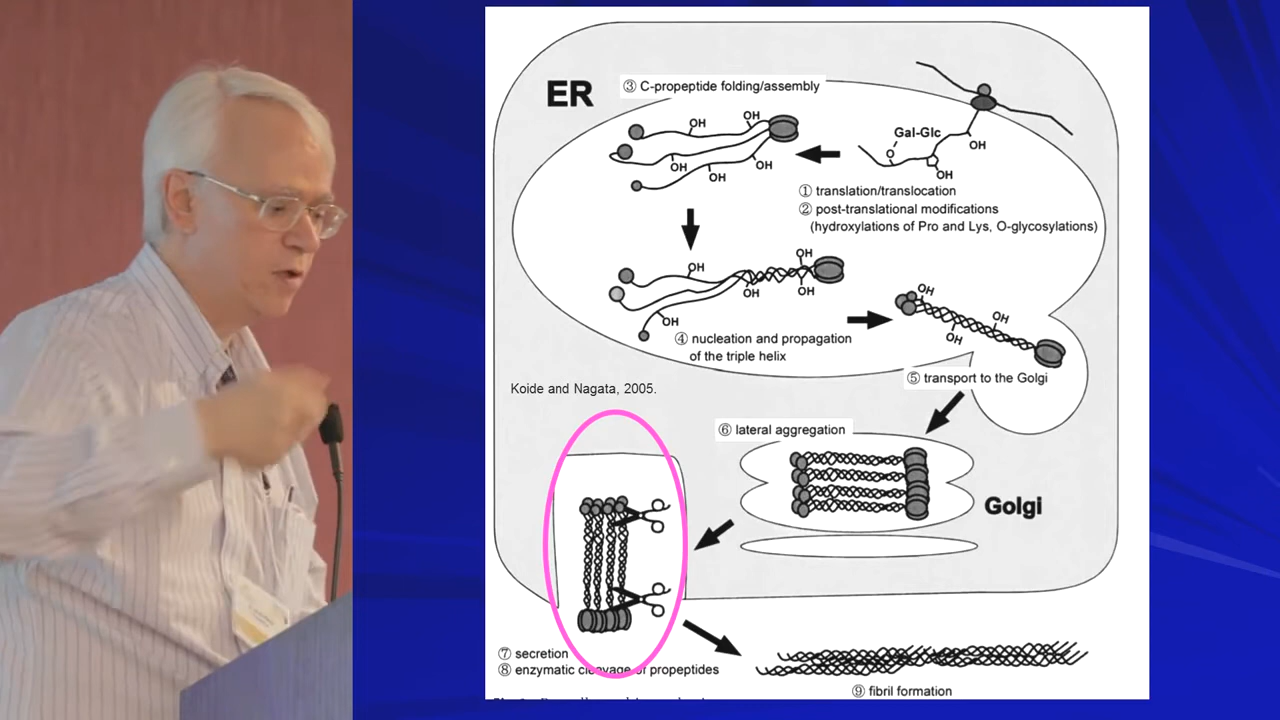 ER
③ C-propeptide folding/assembly
OH
OH
OH
OH
OH
Gal-Glc
O
OH
OH
① translation/translocation
② post-translational modifications
(hydroxylations of Pro and Lys, O-glycosylations)
OH
OH
OH
OH
OH
④ nucleation and propagation
of the triple helix
OH
OH
OH
⑤ transport to the Golgi
Koide and Nagata, 2005.
⑥ lateral aggregation
Golgi
⑦ secretion
⑧ enzymatic cleavage of propeptides
⑨ fibril formation